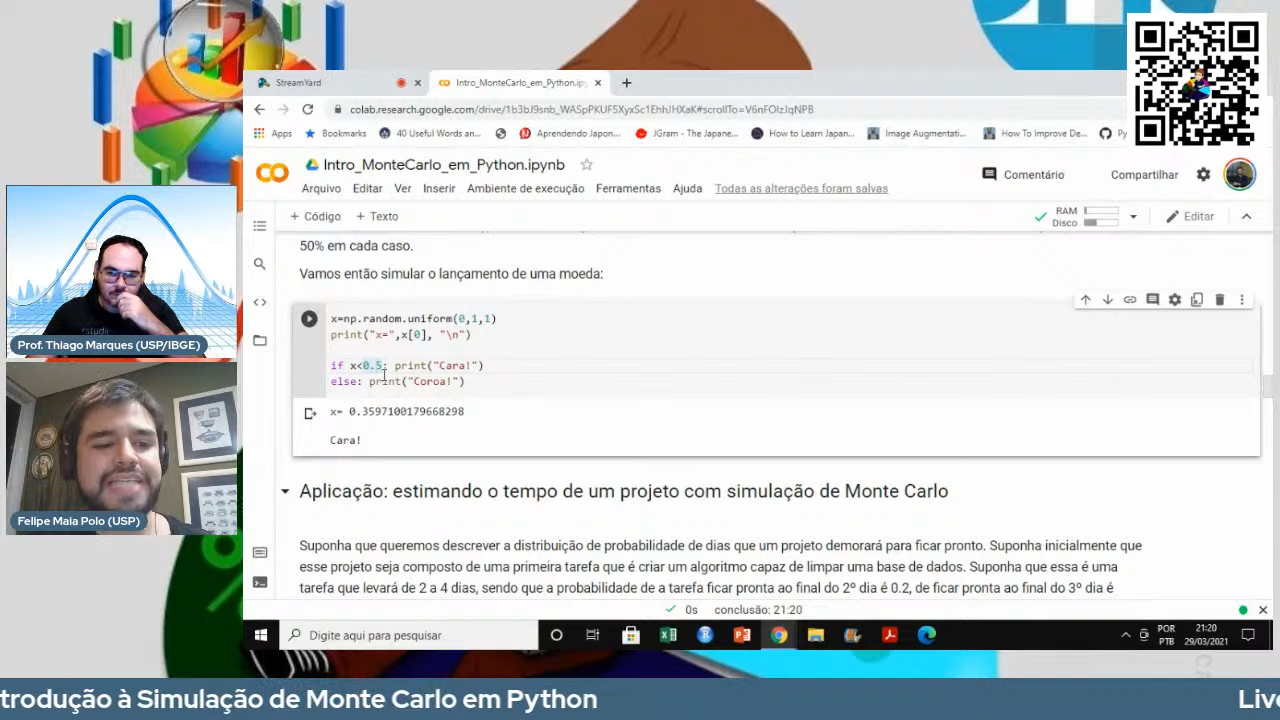 StreamYard
Intro_MonteCarlo_em_Python.ipy
colab.research.google.com/drive/
Apps
Bookmarks
40 Useful Words an...
Aprendendo Japon...
JGram - The Japane...
How to Learn Japan...
Image Augmentati...
How To Improve De...
Py
Intro_MonteCarlo_em_Python.ipynb
Comentário
Compartilhar
Arquivo Editar Ver Inserir Ambiente de execução Ferramentas Ajuda Todas as alterações foram salvas
+ Código + Texto
RAM
Disco
Editar
50% em cada caso.
Vamos então simular o lançamento de uma moeda:
x=np.random.uniform(0,1,1)
print("x=",x[0], "\n")
if x<0.5: print("Cara!")
else: print("Coroa!")
x= 0.3597100179668298
Cara!
Aplicação: estimando o tempo de um projeto com simulação de Monte Carlo
Suponha que queremos descrever a distribuição de probabilidade de dias que um projeto demorará para ficar pronto. Suponha inicialmente que
esse projeto seja composto de uma primeira tarefa que é criar um algoritmo capaz de limpar uma base de dados. Suponha que essa é uma
tarefa que levará de 2 a 4 dias, sendo que a probabilidade de a tarefa ficar pronta ao final do 2º dia é 0.2, de ficar pronta ao final do 3º dia é
0s conclusão: 21:20
Prof. Thiago Marques (USP/IBGE)
Felipe Maia Polo (USP)
Digite aqui para pesquisar
POR
PTB
21:20
29/03/2021
trodução à Simulação de Monte Carlo em Python
Live